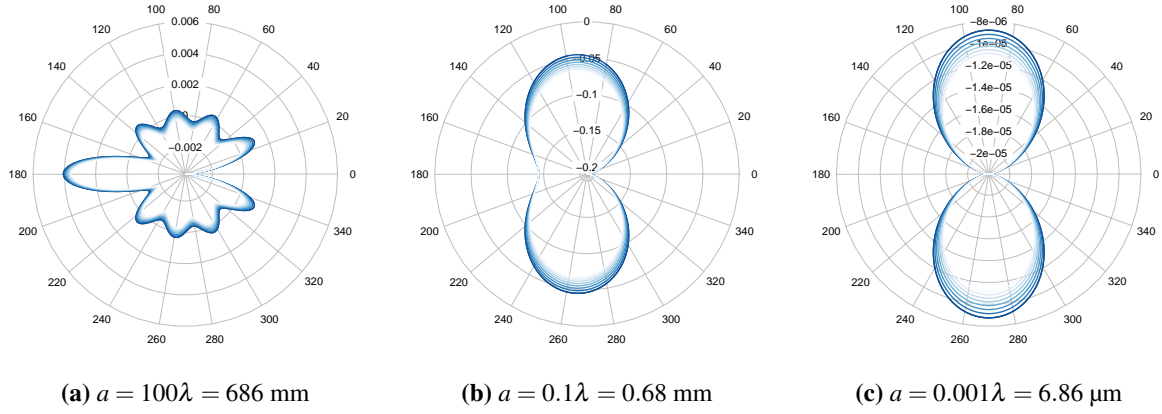 100 0.006 80
120 60
0.004
140 40
0.002
160 0 20
−0.002
180 0
200 340
220 320
240 300
260 280
100 0 80
120 60
−0.05
140 40
−0.1
160 20
−0.15
−0.2
180 0
200 340
220 320
240 300
260 280
100 −8e−06 80
120 60
−1e−05
140 −1.2e−05 40
−1.4e−05
160 −1.6e−05 20
−1.8e−05
−2e−05
180 0
200 340
220 320
240 300
260 280
(a) a = 100λ = 686 mm
(b) a = 0.1λ = 0.68 mm
(c) a = 0.001λ = 6.86 µm